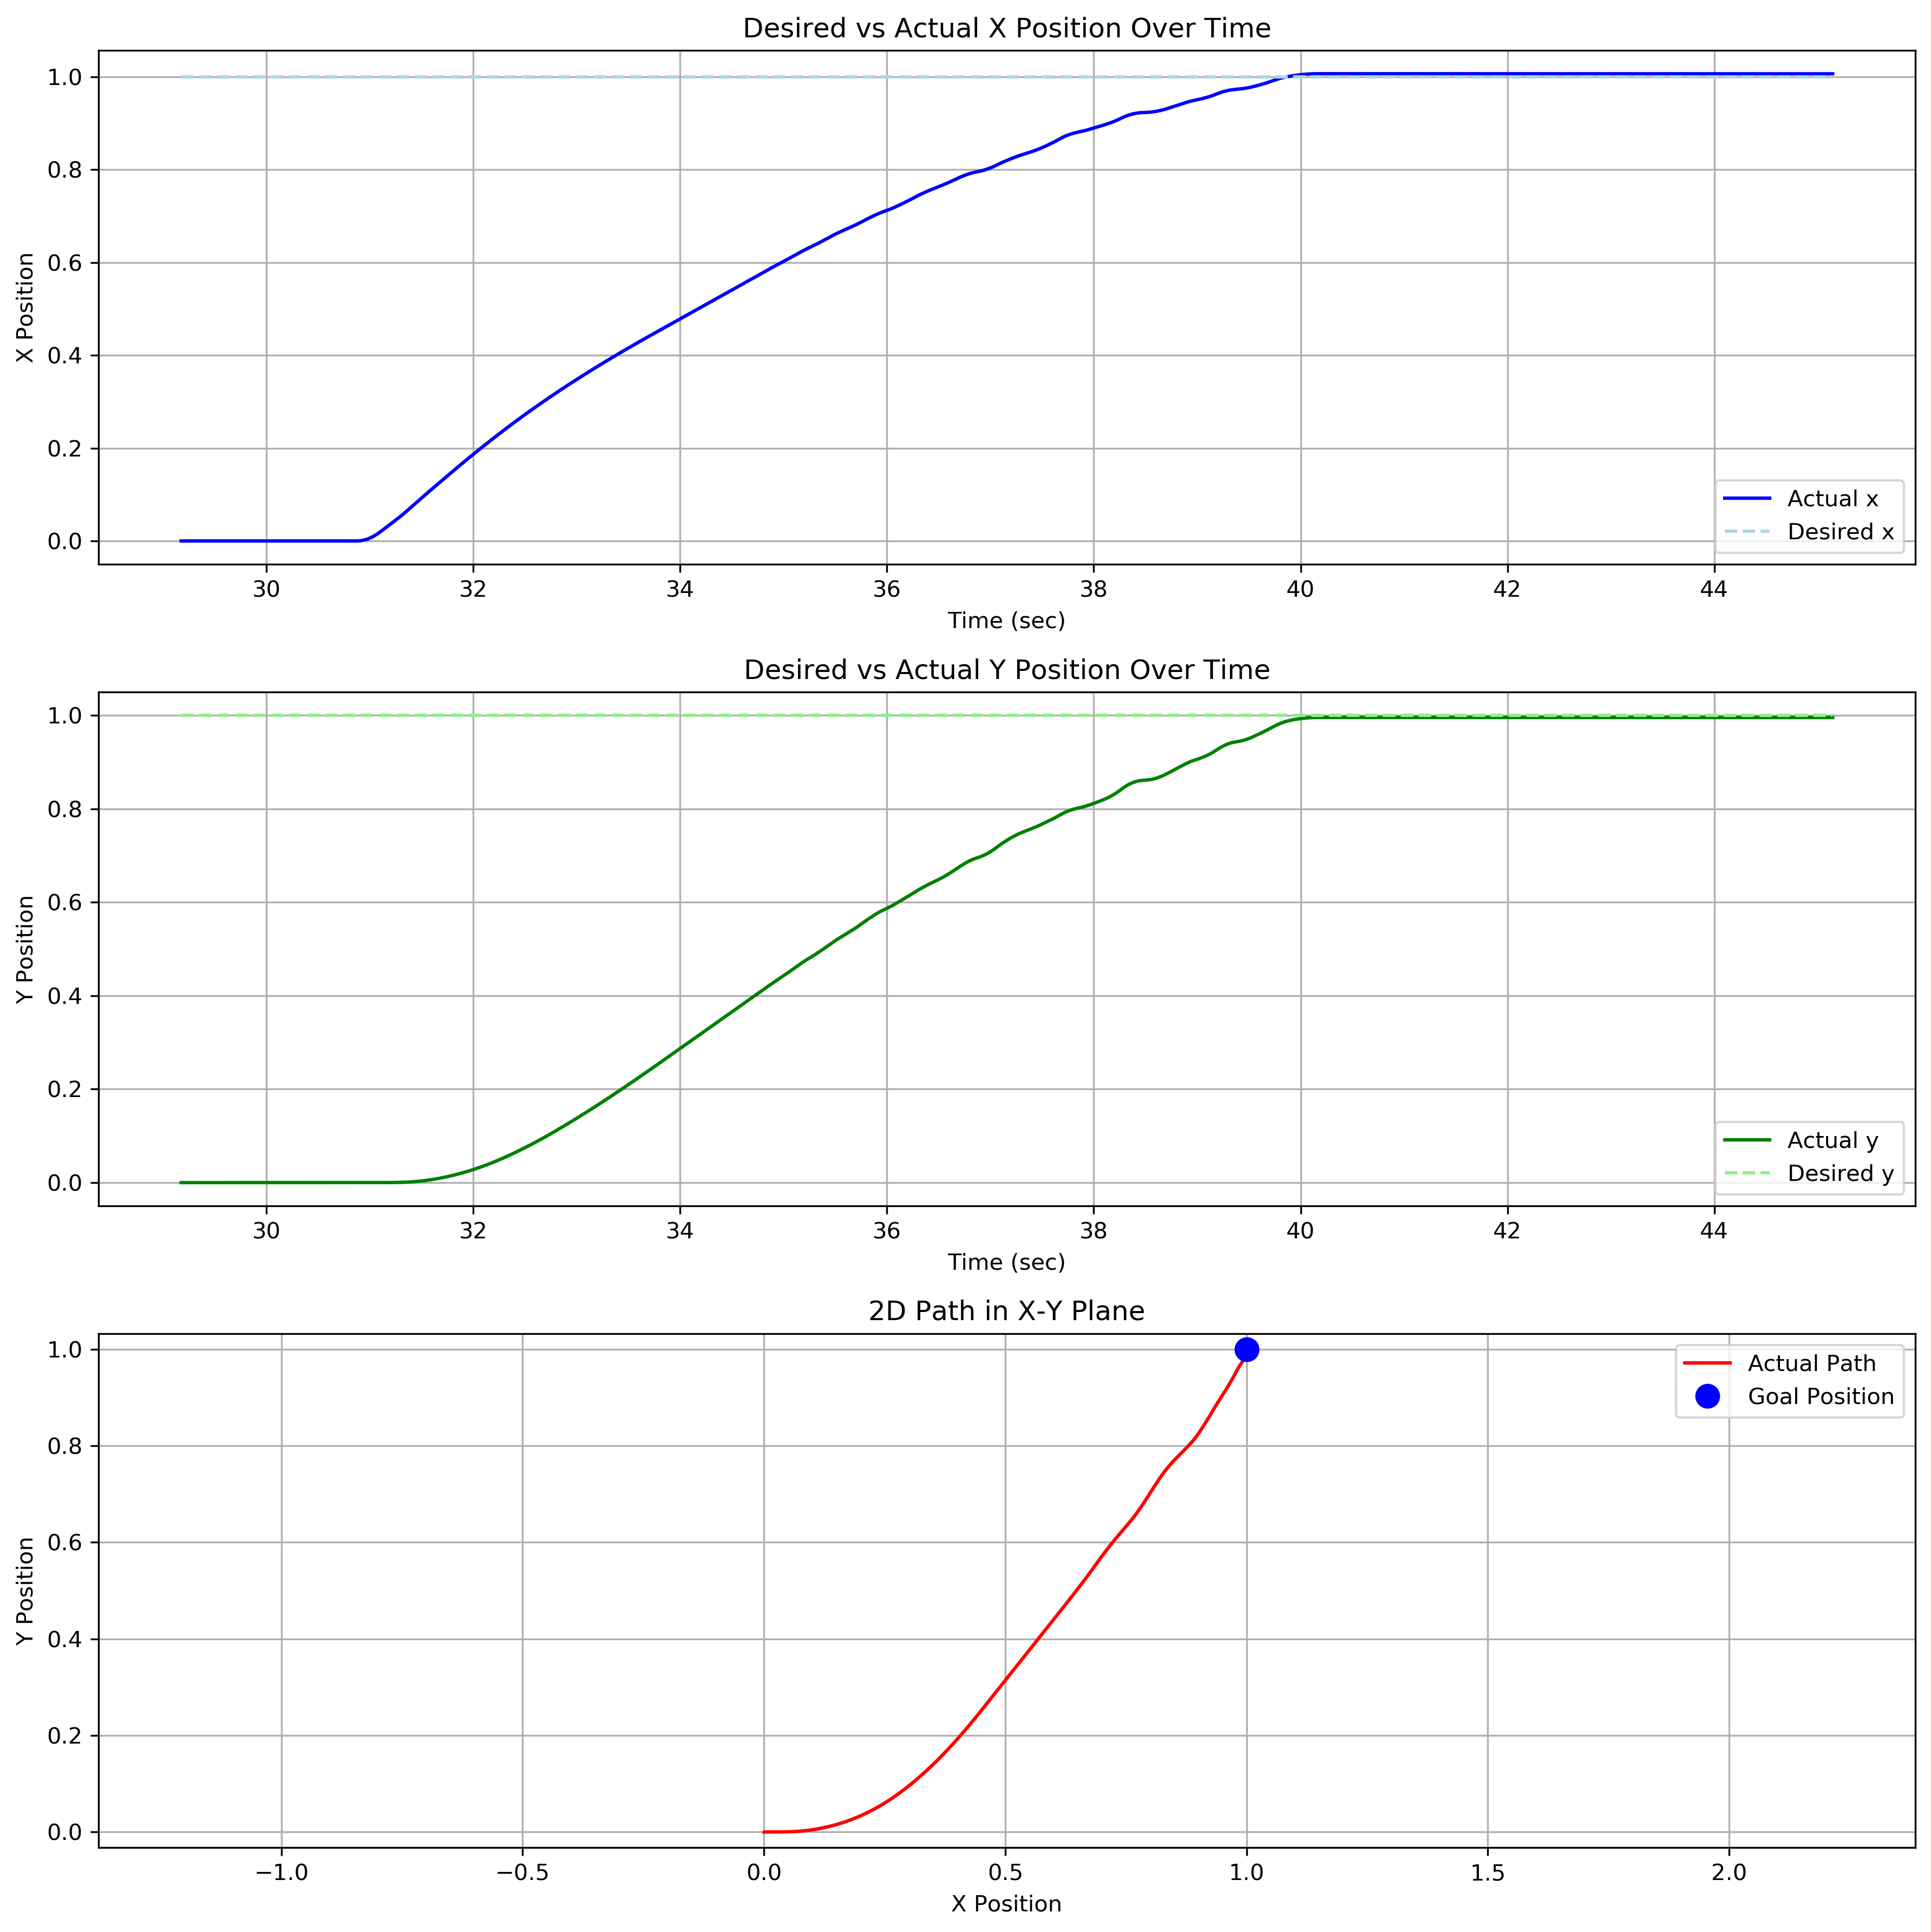 Desired vs Actual X Position Over Time
1.0
0.8
0.6
0.4
0.2
0.0
X Position
30 32 34 36 38 40 42 44
Time (sec)
Actual x
Desired x
Desired vs Actual Y Position Over Time
1.0
0.8
0.6
0.4
0.2
0.0
Y Position
30 32 34 36 38 40 42 44
Time (sec)
Actual y
Desired y
2D Path in X-Y Plane
1.0
0.8
0.6
0.4
0.2
0.0
Y Position
−1.0 −0.5 0.0 0.5 1.0 1.5 2.0
X Position
Actual Path
Goal Position